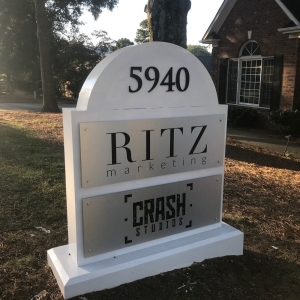 5940
RITZ
marketing
CRASH
STUDIOS